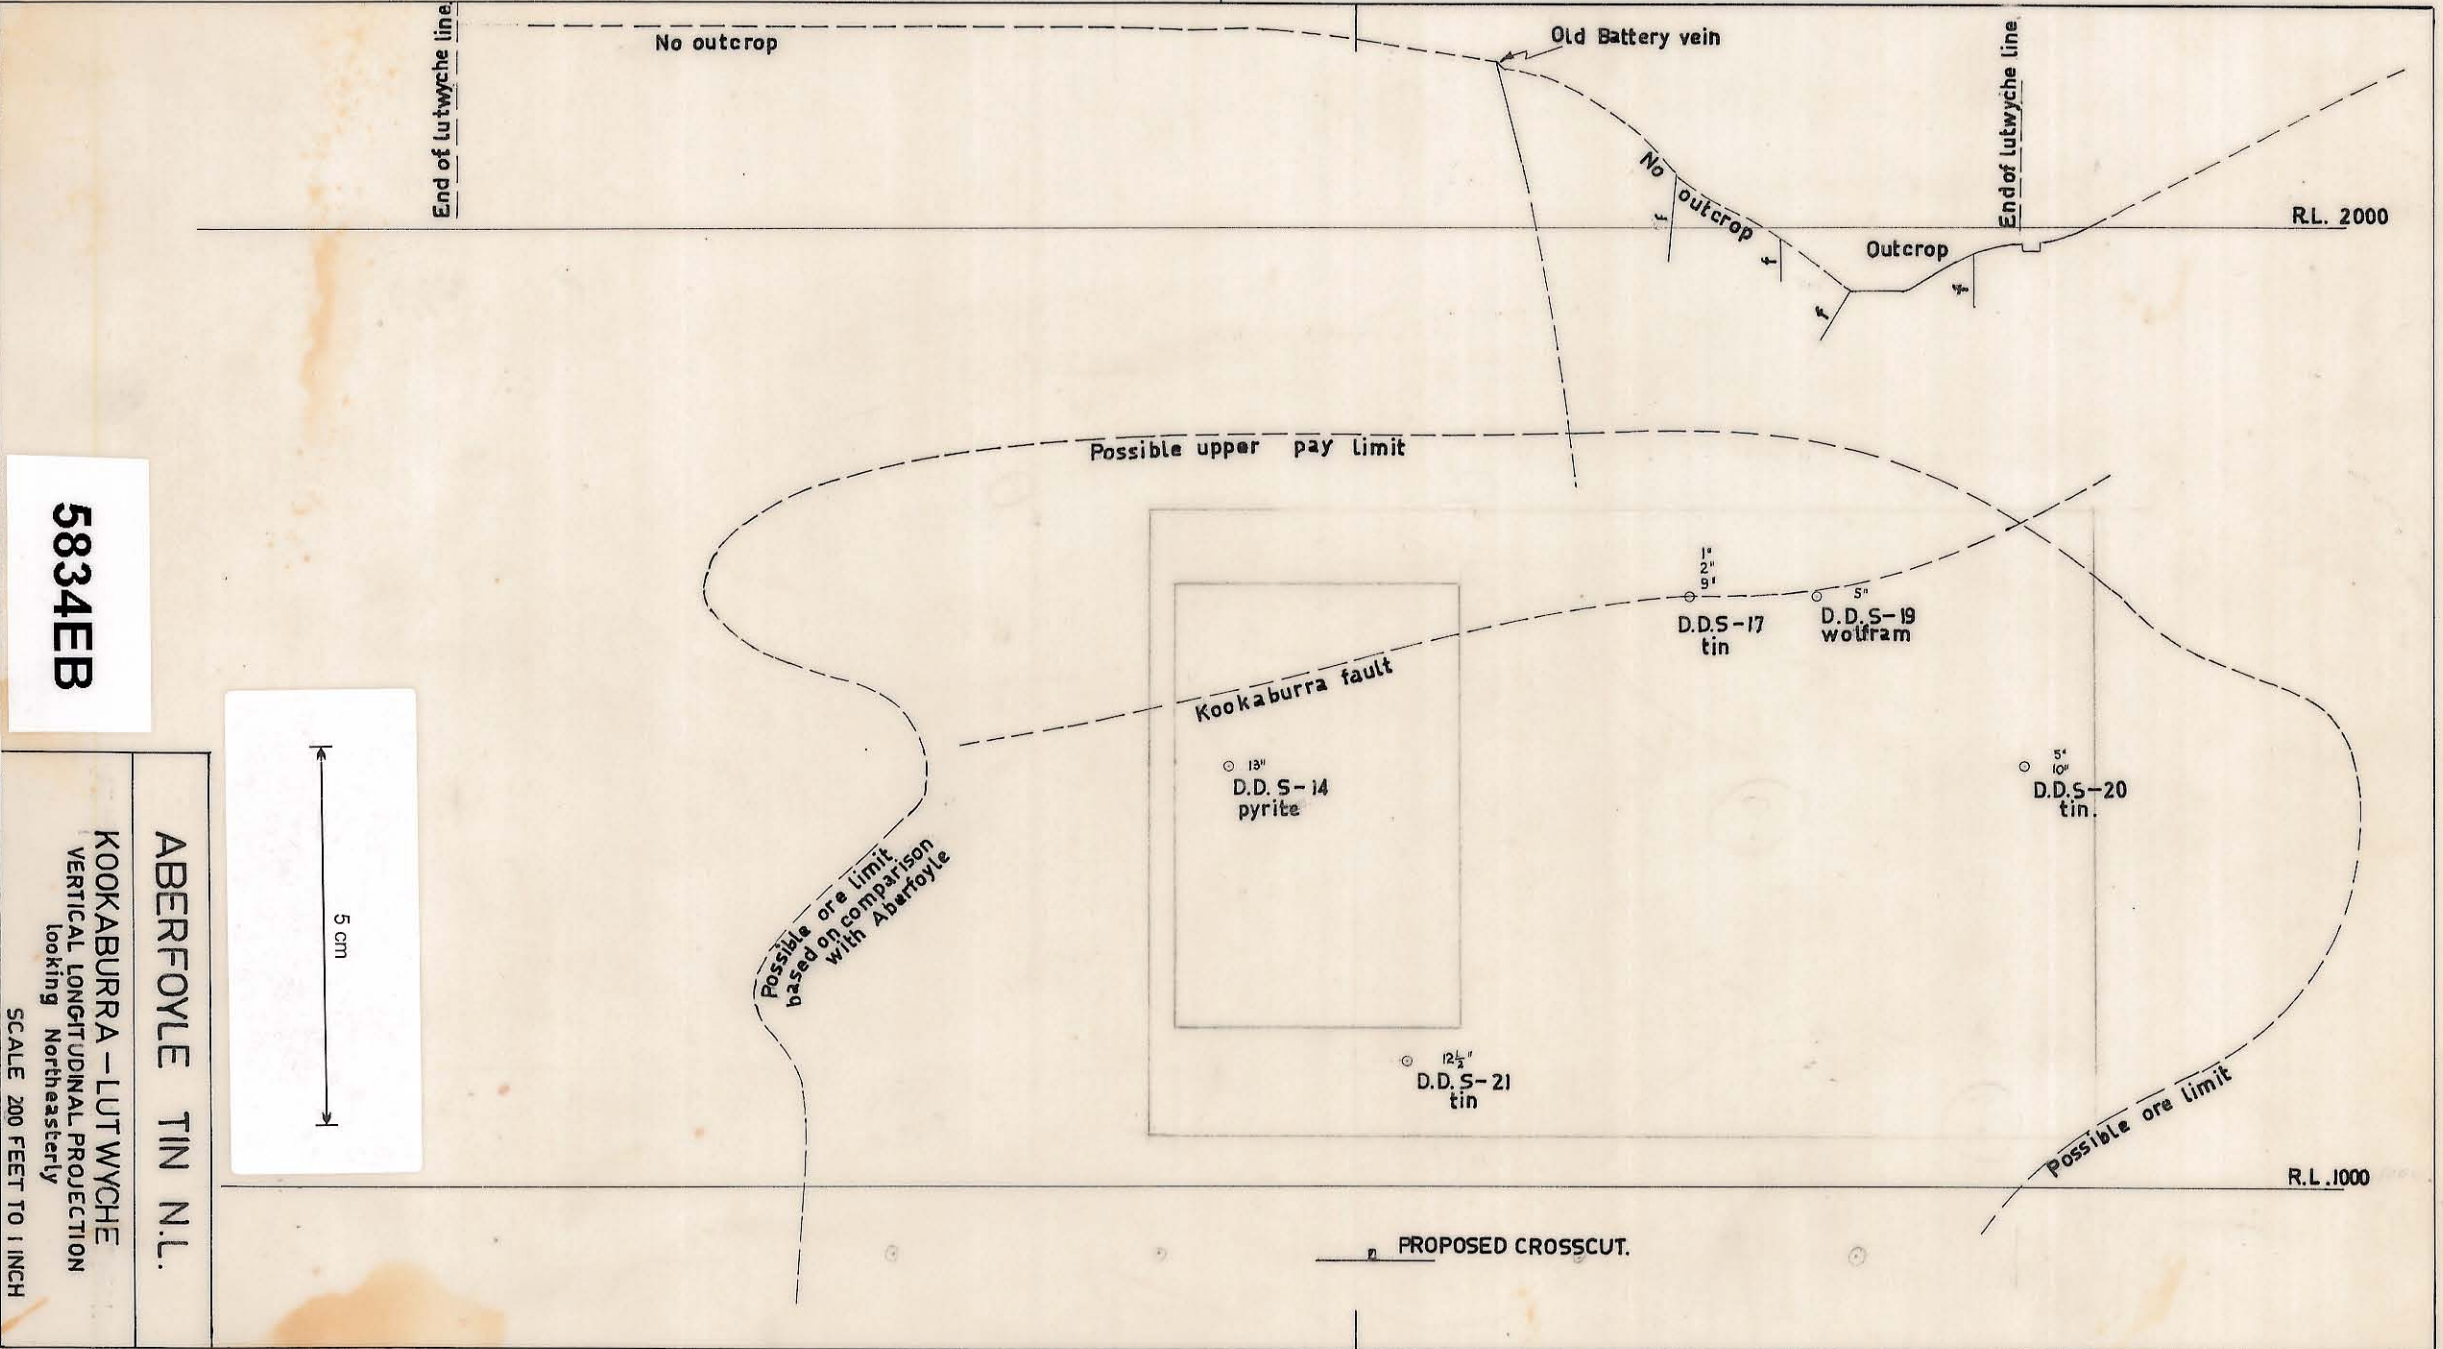 End of lutwyche line
No outcrop
Old Battery vein
End of lutwyche line
No outcrop
f
f
f
f
Outcrop
R.L. 2000
Possible upper pay limit
1"
2"
9"
D.D.S-17
tin
5"
D.D.S-19
wolfram
Kookaburra fault
13"
D.D.S-14
pyrite
5"
10"
D.D.S-20
tin.
Possible ore limit
based on comparison
with Aberfoyle
12½"
D.D.S-21
tin
Possible ore limit
R.L.1000
PROPOSED CROSSCUT.
5834EB
5 cm
ABERFOYLE TIN N.L.
KOOKABURRA - LUTWYCHE
VERTICAL LONGITUDINAL PROJECTION
looking Northeasterly
SCALE 200 FEET TO 1 INCH